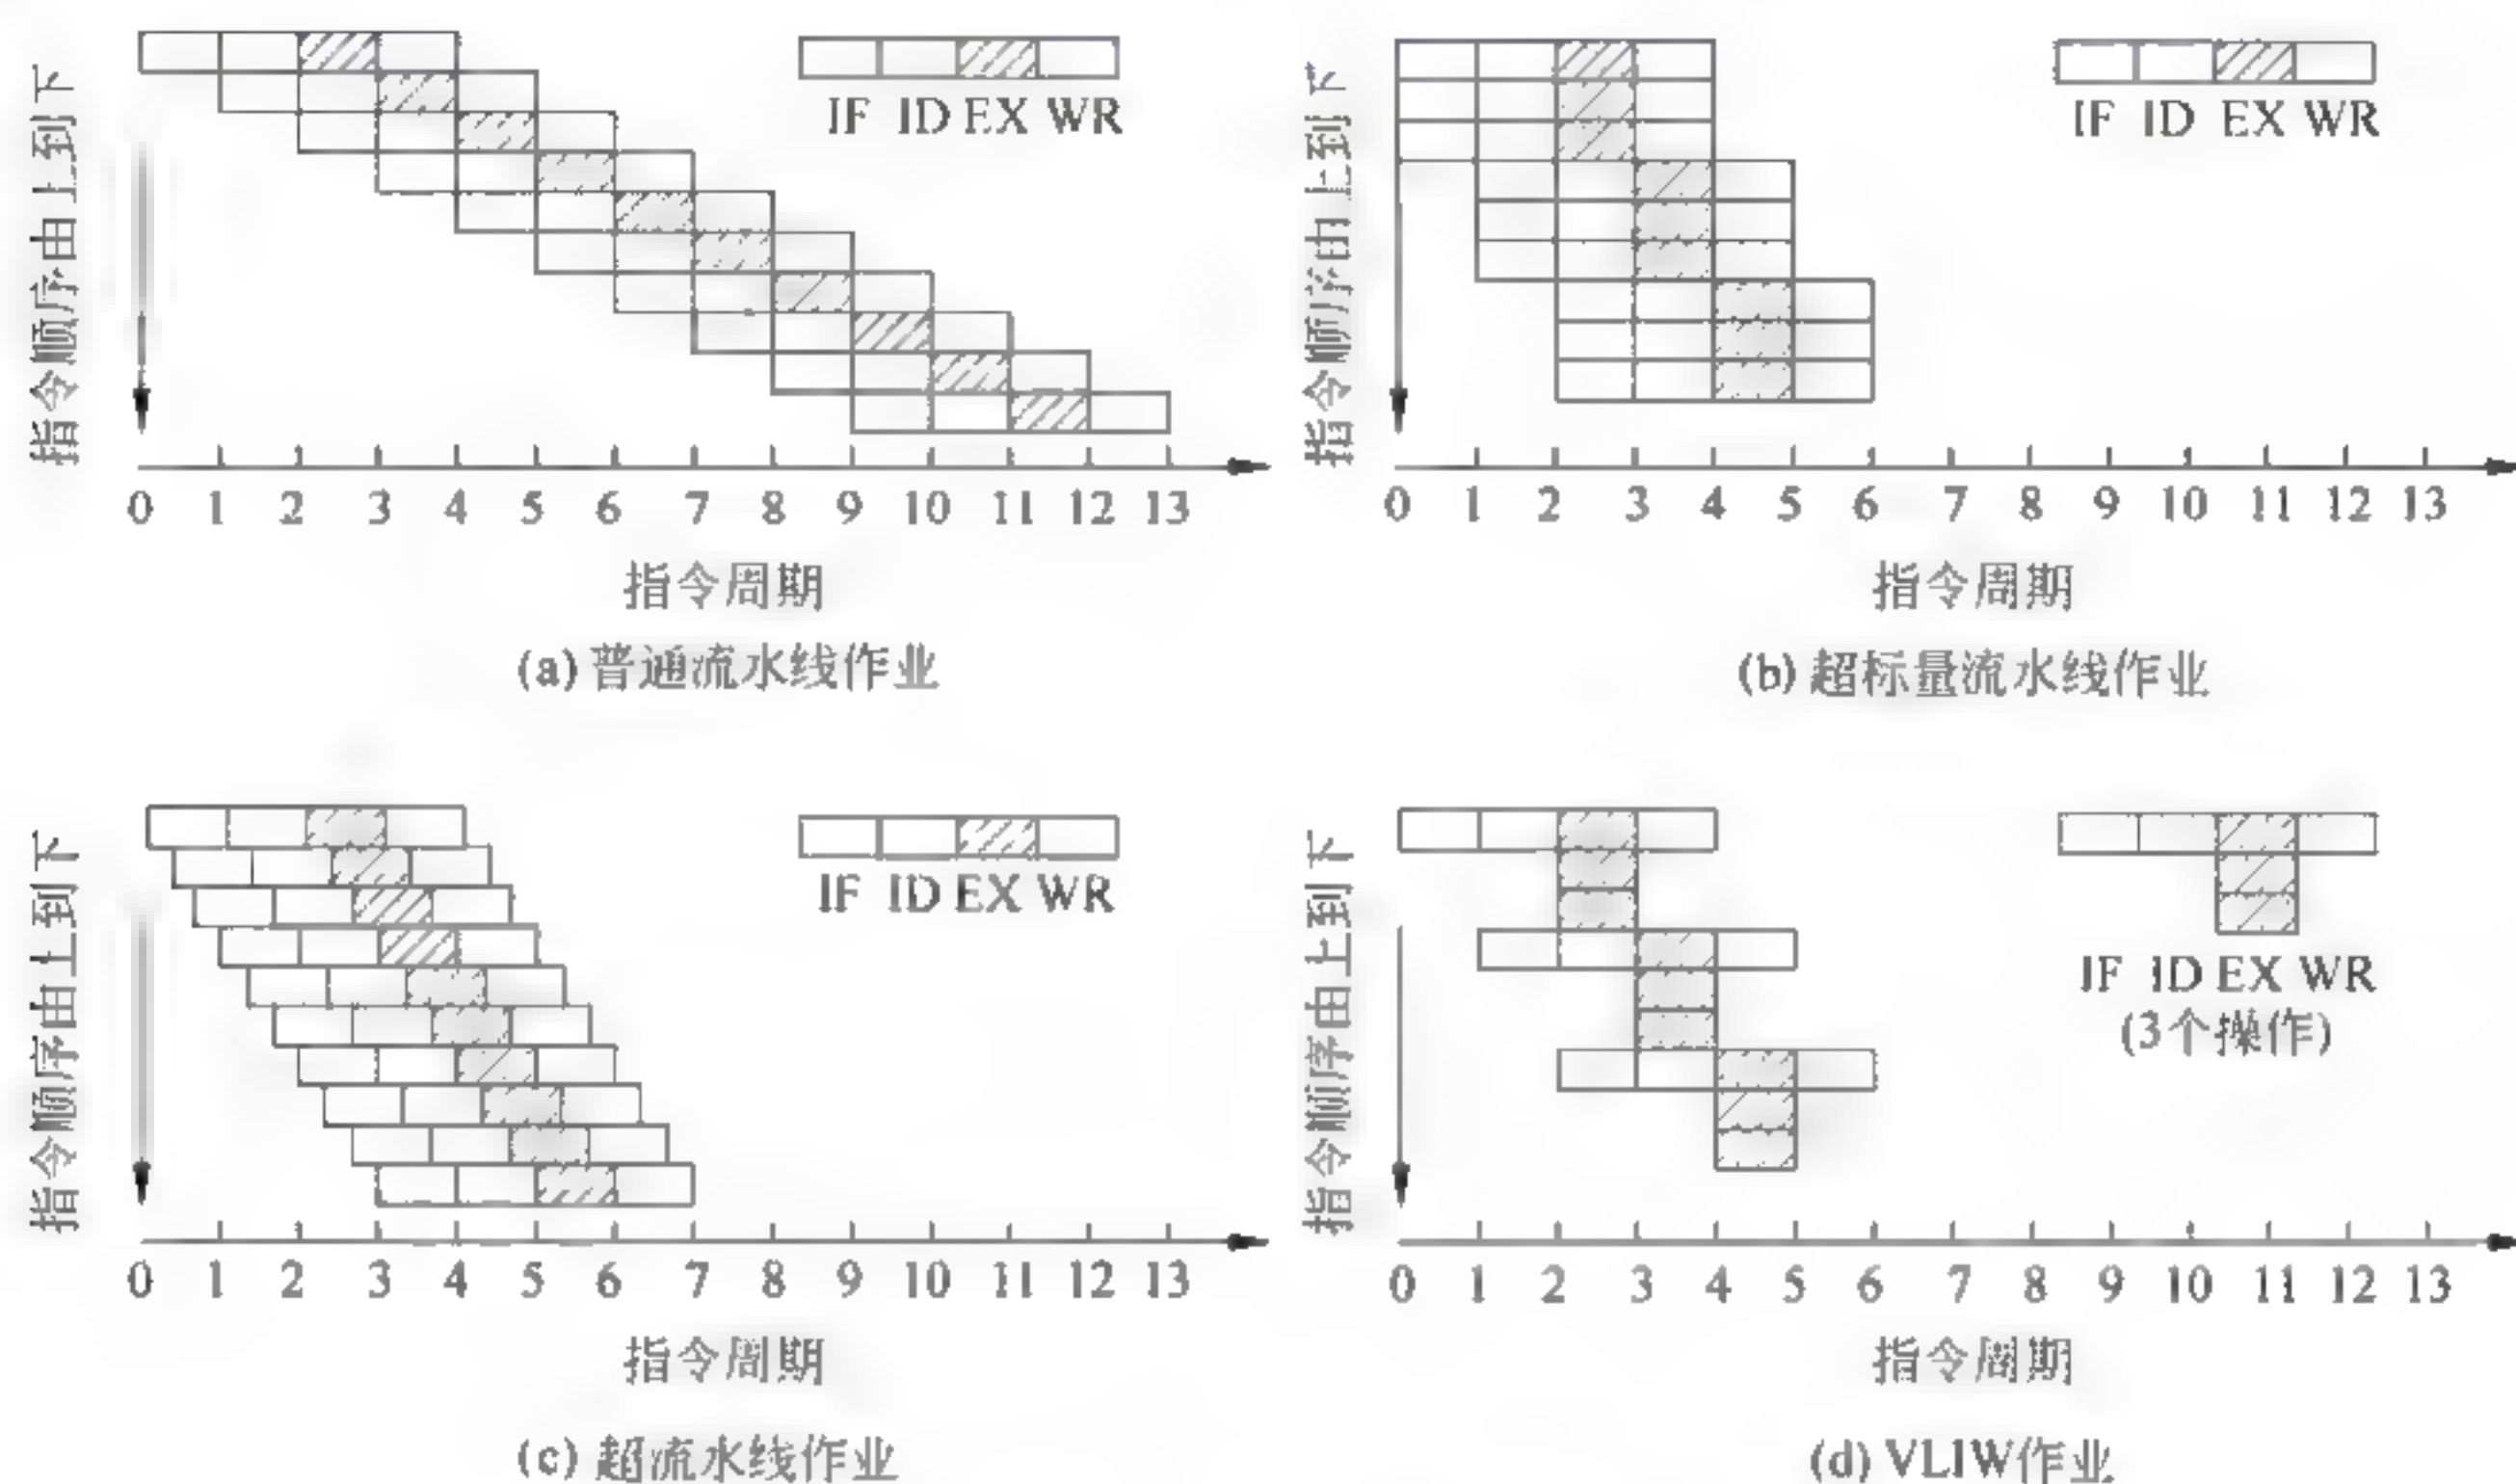 指令顺序由上到下
IF ID EX WR
0 1 2 3 4 5 6 7 8 9 10 11 12 13
指令周期
(a) 普通流水线作业
指令顺序由上到下
IF ID EX WR
0 1 2 3 4 5 6 7 8 9 10 11 12 13
指令周期
(b) 超标量流水线作业
指令顺序由上到下
IF ID EX WR
0 1 2 3 4 5 6 7 8 9 10 11 12 13
指令周期
(c) 超流水线作业
指令顺序由上到下
IF ID EX WR
(3个操作)
0 1 2 3 4 5 6 7 8 9 10 11 12 13
指令周期
(d) VLIW作业